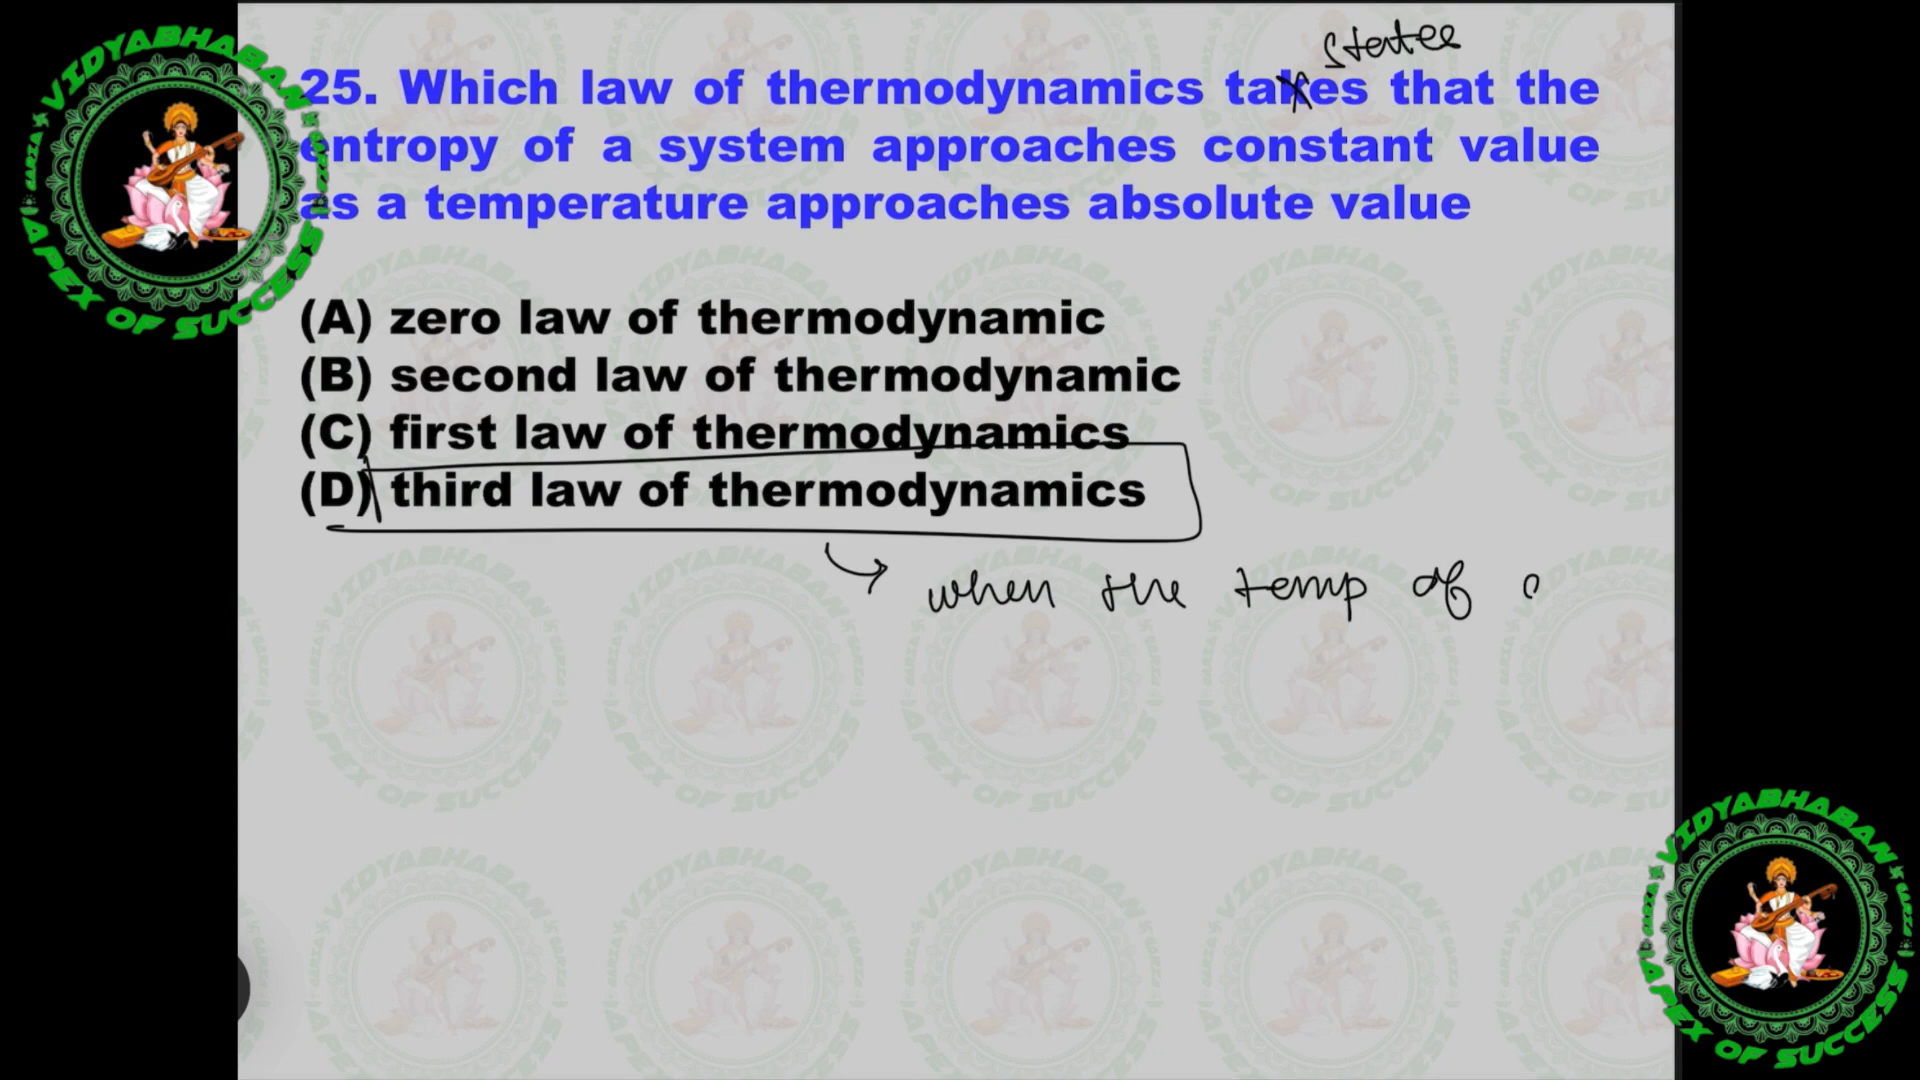 states
25. Which law of thermodynamics takes that the
entropy of a system approaches constant value
as a temperature approaches absolute value
(A) zero law of thermodynamic
(B) second law of thermodynamic
(C) first law of thermodynamics
(D) third law of thermodynamics
when the temp of
VIDYABHABAN
GARIA
APEX OF SUCCESS
VIDYABHABAN
GARIA
APEX OF SUCCESS